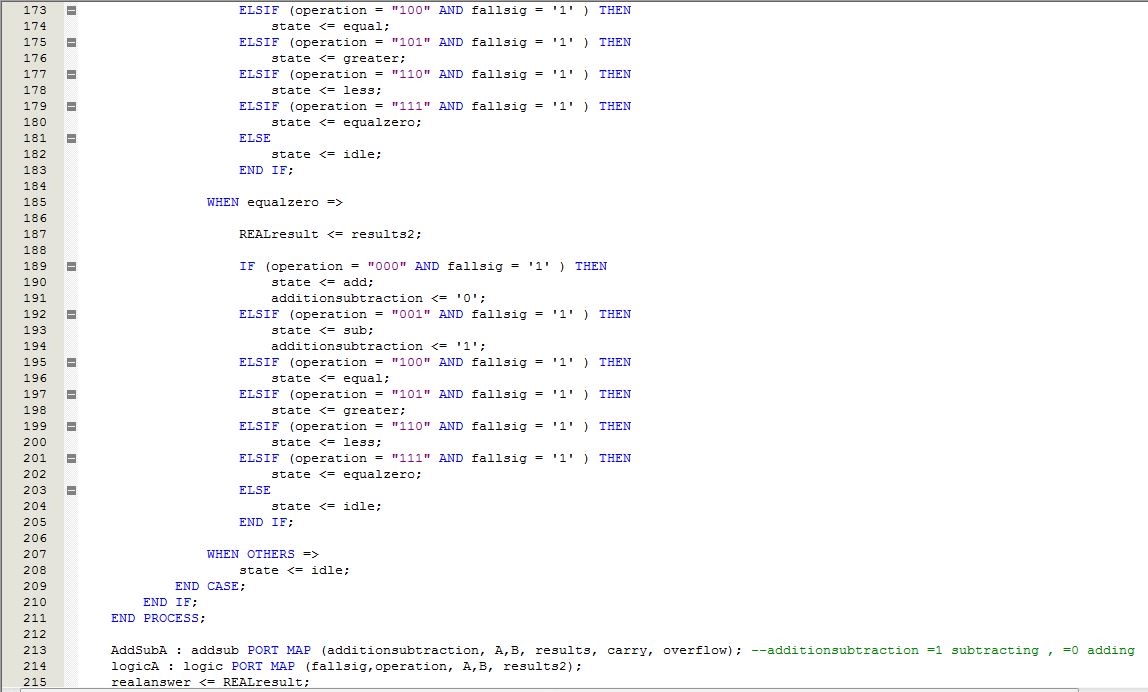 173 ELSIF (operation = "100" AND fallsig = '1' ) THEN
174 state <= equal;
175 ELSIF (operation = "101" AND fallsig = '1' ) THEN
176 state <= greater;
177 ELSIF (operation = "110" AND fallsig = '1' ) THEN
178 state <= less;
179 ELSIF (operation = "111" AND fallsig = '1' ) THEN
180 state <= equalzero;
181 ELSE
182 state <= idle;
183 END IF;
184
185 WHEN equalzero =>
186
187 REALresult <= results2;
188
189 IF (operation = "000" AND fallsig = '1' ) THEN
190 state <= add;
191 additionsubtraction <= '0';
192 ELSIF (operation = "001" AND fallsig = '1' ) THEN
193 state <= sub;
194 additionsubtraction <= '1';
195 ELSIF (operation = "100" AND fallsig = '1' ) THEN
196 state <= equal;
197 ELSIF (operation = "101" AND fallsig = '1' ) THEN
198 state <= greater;
199 ELSIF (operation = "110" AND fallsig = '1' ) THEN
200 state <= less;
201 ELSIF (operation = "111" AND fallsig = '1' ) THEN
202 state <= equalzero;
203 ELSE
204 state <= idle;
205 END IF;
206
207 WHEN OTHERS =>
208 state <= idle;
209 END CASE;
210 END IF;
211 END PROCESS;
212
213 AddSubA : addsub PORT MAP (additionsubtraction, A,B, results, carry, overflow); --additionsubtraction =1 subtracting , =0 adding
214 logicA : logic PORT MAP (fallsig,operation, A,B, results2);
215 realanswer <= REALresult;